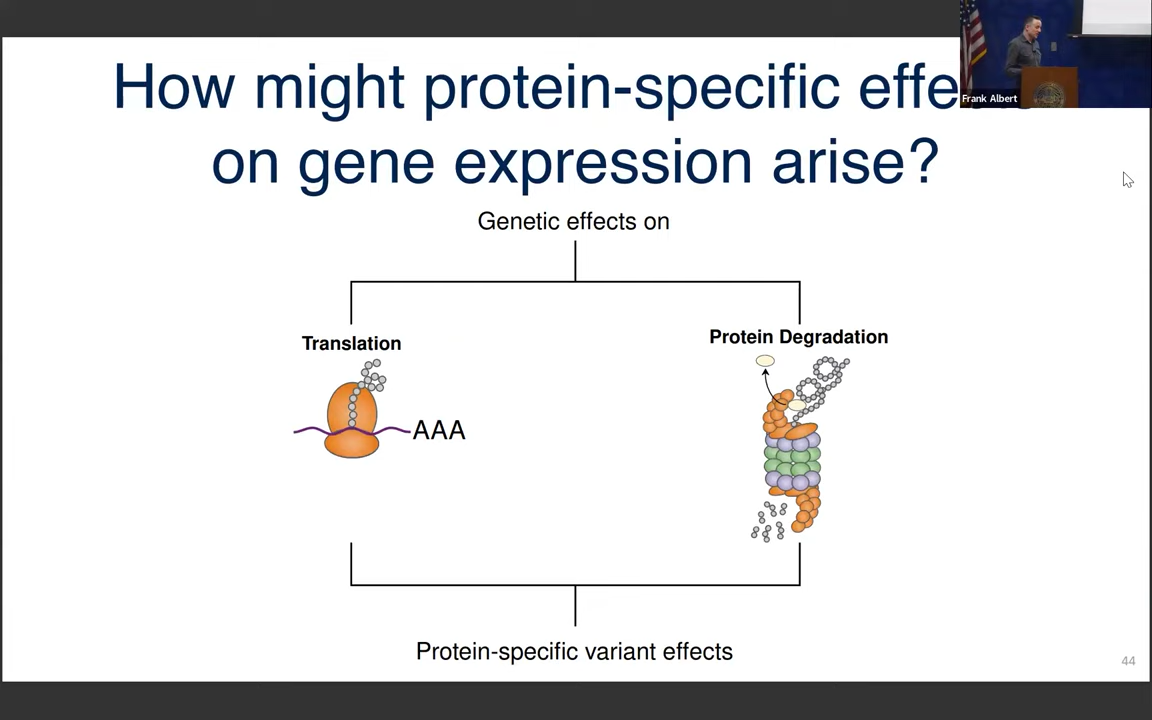 How might protein-specific effe
on gene expression arise?
Frank Albert
Genetic effects on
Translation
Protein Degradation
AAA
Protein-specific variant effects
44